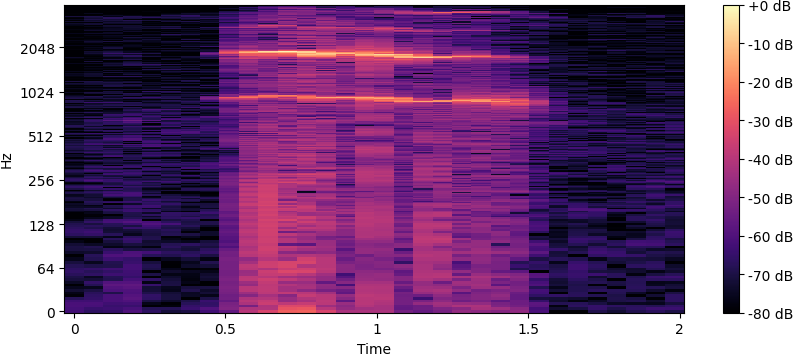 +0 dB
2048
-10 dB
1024
-20 dB
512
-30 dB
Hz
256
-40 dB
128
-50 dB
64
-60 dB
0
-70 dB
-80 dB
0 0.5 1 1.5 2
Time